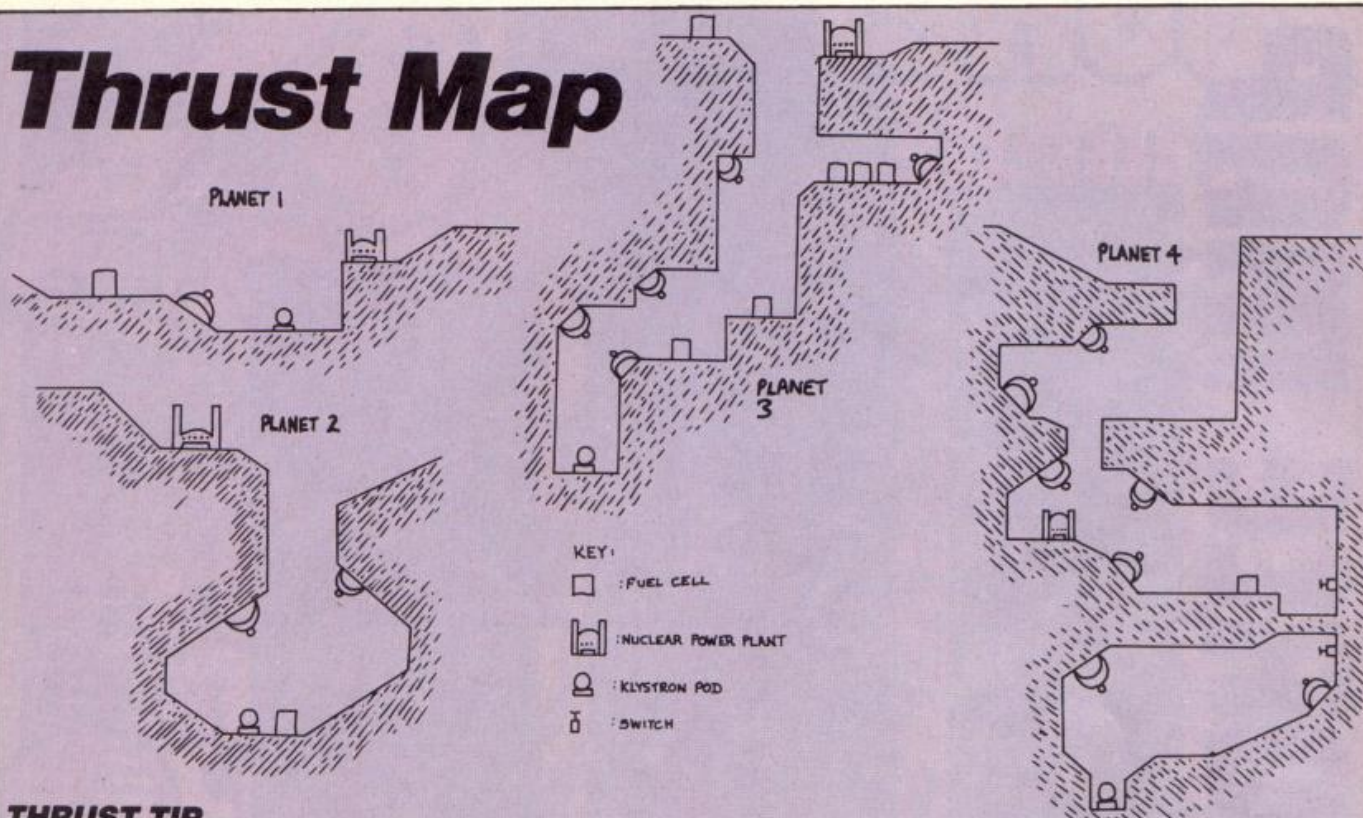 Thrust Map
PLANET 1
PLANET 2
PLANET
3
PLANET 4
KEY:
: FUEL CELL
: NUCLEAR POWER PLANT
: KLYSTRON POD
: SWITCH
THRUST TIP